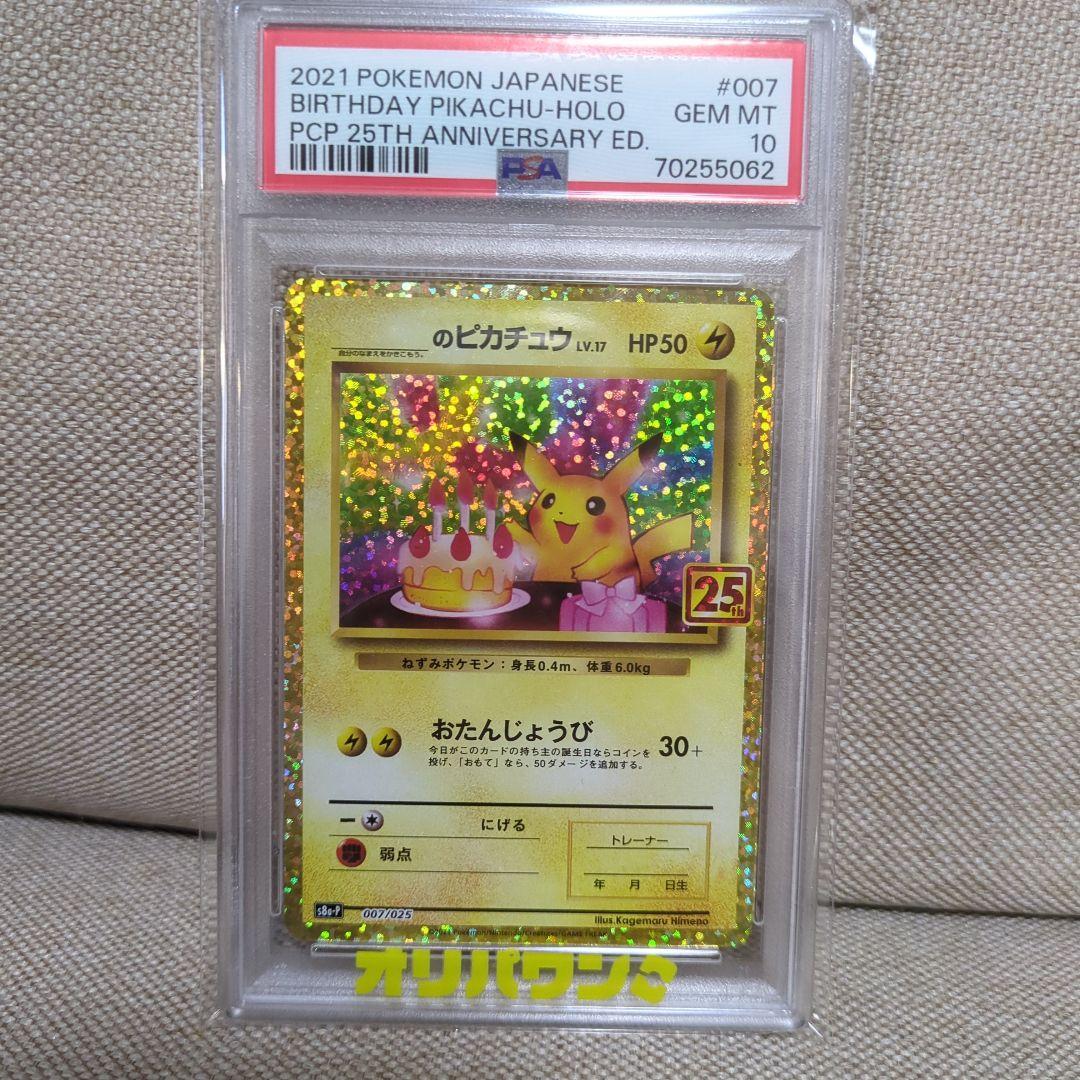 2021 POKEMON JAPANESE #007
BIRTHDAY PIKACHU-HOLO GEM MT
PCP 25TH ANNIVERSARY ED. 10
PSA 70255062
のピカチュウ LV.17 HP50
自分のなまえをかきこもう。
25th
ねずみポケモン：身長0.4m、体重6.0kg
おたんじょうび 30+
今日がこのカードの持ち主の誕生日ならコインを
投げ、「おもて」なら、50ダメージを追加する。
にげる
弱点
トレーナー
年 月 日生
s8a-P 007/025 Illus.Kagemaru Himeno
Pokémon/Nintendo/Creatures/GAME FREAK
オリパワン